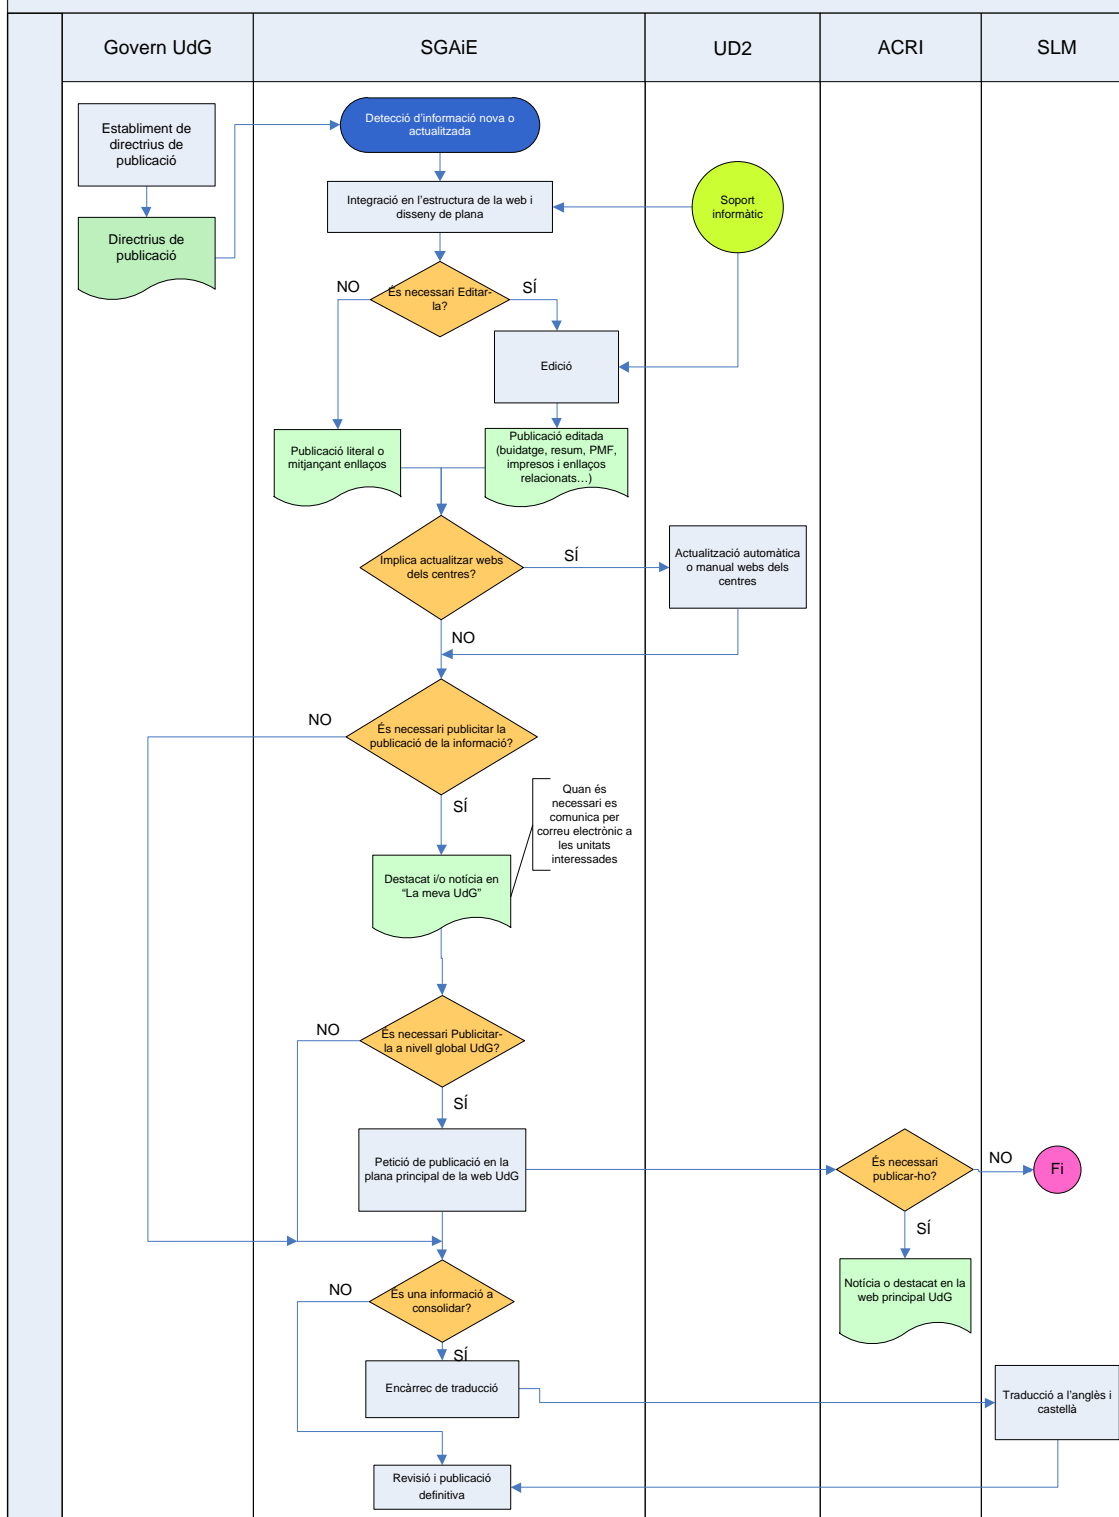 Govern UdG
SGAiE
UD2
ACRI
SLM
Establiment de
directrius de
publicació
Directrius de
publicació
Detecció d’informació nova o
actualitzada
Integració en l’estructura de la web i
disseny de plana
Soport
informàtic
És necessari Editar-
la?
NO
SÍ
Edició
Publicació literal o
mitjançant enllaços
Publicació editada
(buidatge, resum, PMF,
impresos i enllaços
relacionats…)
Implica actualitzar webs
dels centres?
SÍ
Actualització automàtica
o manual webs dels
centres
NO
És necessari publicitar la
publicació de la informació?
NO
SÍ
Quan és
necessari es
comunica per
correu electrònic a
les unitats
interessades
Destacat i/o notícia en
“La meva UdG”
És necessari Publicitar-
la a nivell global UdG?
NO
SÍ
Petició de publicació en la
plana principal de la web UdG
És necessari
publicar-ho?
NO
Fi
SÍ
Notícia o destacat en la
web principal UdG
És una informació a
consolidar?
NO
SÍ
Encàrrec de traducció
Traducció a l’anglès i
castellà
Revisió i publicació
definitiva